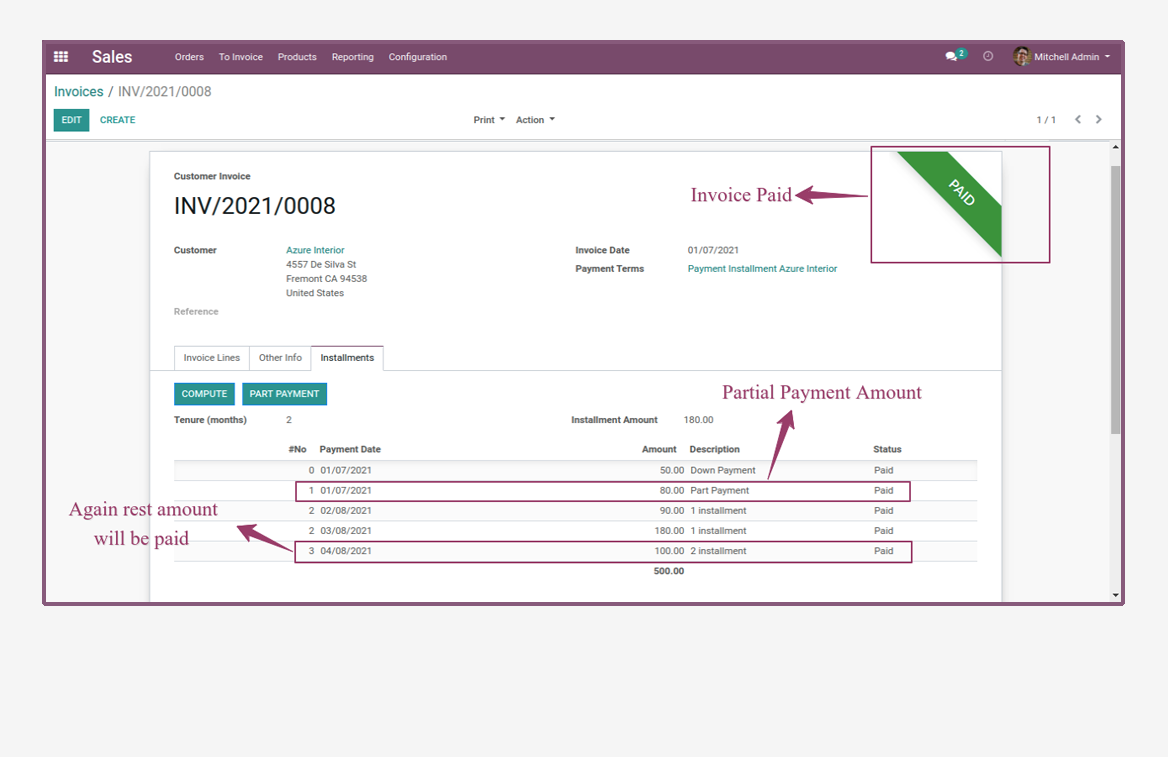 Sales Orders To Invoice Products Reporting Configuration 2 Mitchell Admin
Invoices / INV/2021/0008
EDIT CREATE Print Action 1 / 1
Customer Invoice
INV/2021/0008
Invoice Paid
PAID
Customer Azure Interior Invoice Date 01/07/2021
4557 De Silva St
Payment Terms Payment Installment Azure Interior
Fremont CA 94538
United States
Reference
Invoice Lines Other Info Installments
COMPUTE PART PAYMENT
Partial Payment Amount
Tenure (months) 2 Installment Amount 180.00
#No Payment Date Amount Description Status
0 01/07/2021 50.00 Down Payment Paid
1 01/07/2021 80.00 Part Payment Paid
2 02/08/2021 90.00 1 installment Paid
2 03/08/2021 180.00 1 installment Paid
3 04/08/2021 100.00 2 installment Paid
500.00
Again rest amount
will be paid